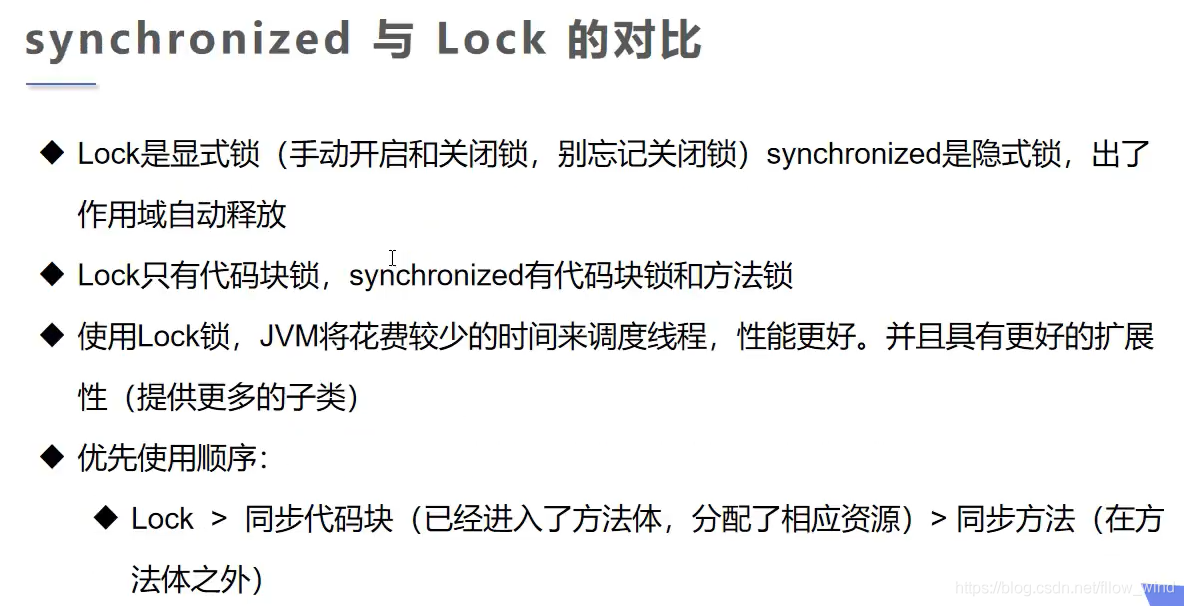 synchronized 与 Lock 的对比
◆ Lock是显式锁（手动开启和关闭锁，别忘记关闭锁）synchronized是隐式锁，出了
作用域自动释放
◆ Lock只有代码块锁，synchronized有代码块锁和方法锁
◆ 使用Lock锁，JVM将花费较少的时间来调度线程，性能更好。并且具有更好的扩展
性（提供更多的子类）
◆ 优先使用顺序：
◆ Lock > 同步代码块（已经进入了方法体，分配了相应资源）> 同步方法（在方
法体之外）
https://blog.csdn.net/fllow_wind